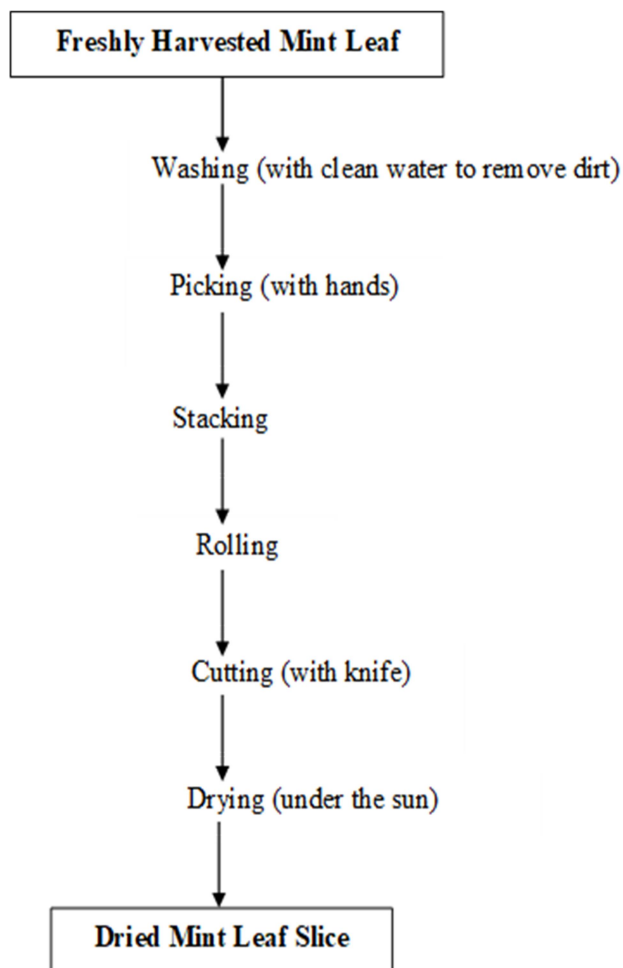 Freshly Harvested Mint Leaf
Washing (with clean water to remove dirt)
Picking (with hands)
Stacking
Rolling
Cutting (with knife)
Drying (under the sun)
Dried Mint Leaf Slice